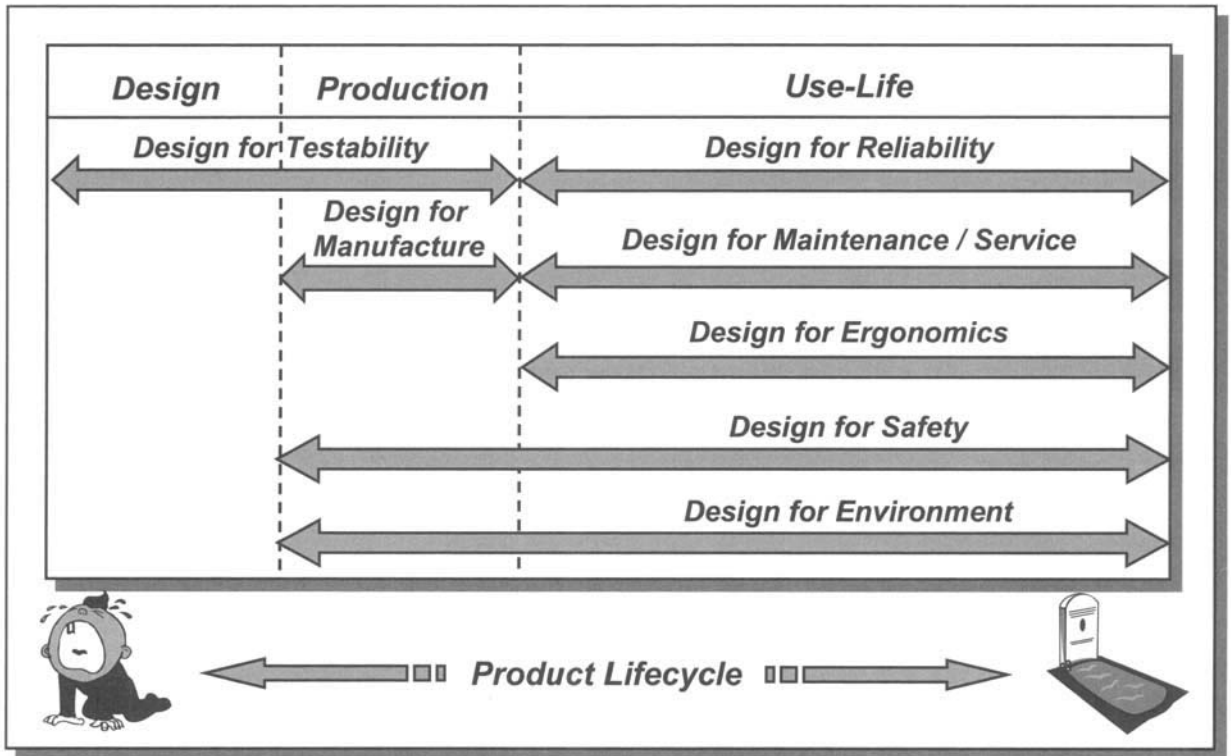 Design
Production
Use-Life
Design for Testability
Design for Reliability
Design for
Manufacture
Design for Maintenance / Service
Design for Ergonomics
Design for Safety
Design for Environment
Product Lifecycle